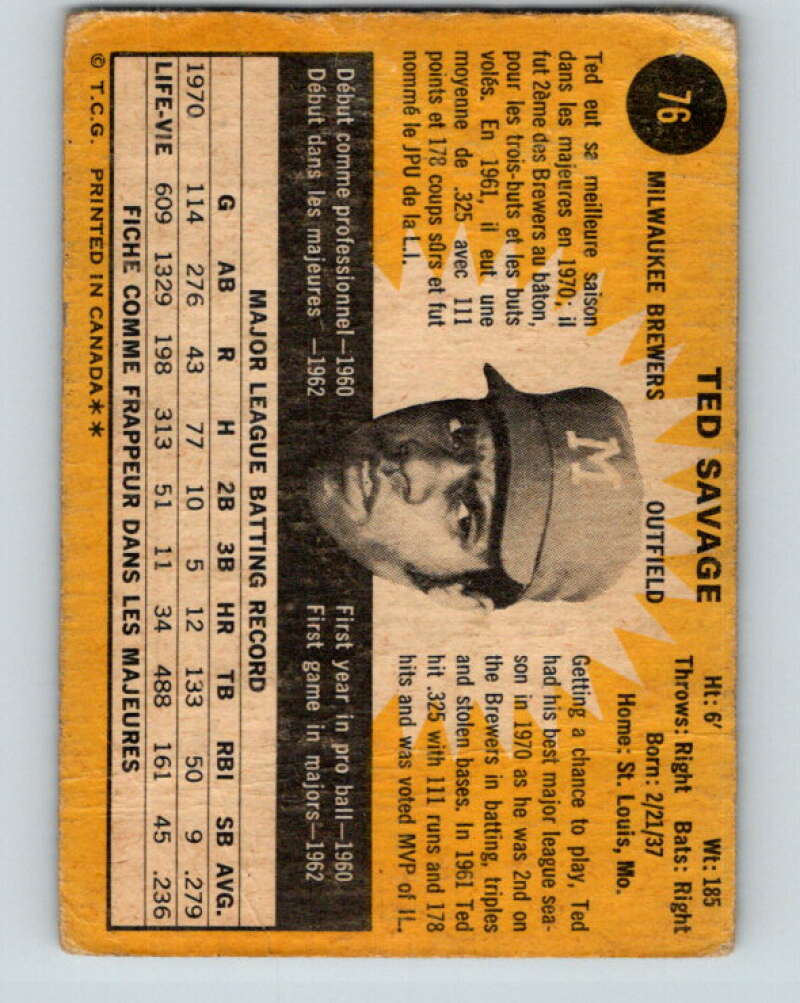 76
TED SAVAGE
MILWAUKEE BREWERS OUTFIELD
Ht: 6′ Wt: 185
Throws: Right Bats: Right
Born: 2/21/37
Home: St. Louis, Mo.
Ted eut sa meilleure saison
dans les majeures en 1970; il
fut 2ème des Brewers au bâton,
pour les trois-buts et les buts
volés. En 1961, il eut une
moyenne de .325 avec 111
points et 178 coups sûrs et fut
nommé le JPU de la L.I.
M
Getting a chance to play, Ted
had his best major league sea-
son in 1970 as he was 2nd on
the Brewers in batting, triples
and stolen bases. In 1961 Ted
hit .325 with 111 runs and 178
hits and was voted MVP of IL.
Début comme professionnel—1960
Début dans les majeures —1962
First year in pro ball—1960
First game in majors—1962
MAJOR LEAGUE BATTING RECORD
G AB R H 2B 3B HR TB RBI SB AVG.
1970 114 276 43 77 10 5 12 133 50 9 .279
LIFE-VIE 609 1329 198 313 51 11 34 488 161 45 .236
FICHE COMME FRAPPEUR DANS LES MAJEURES
© T.C.G. PRINTED IN CANADA**